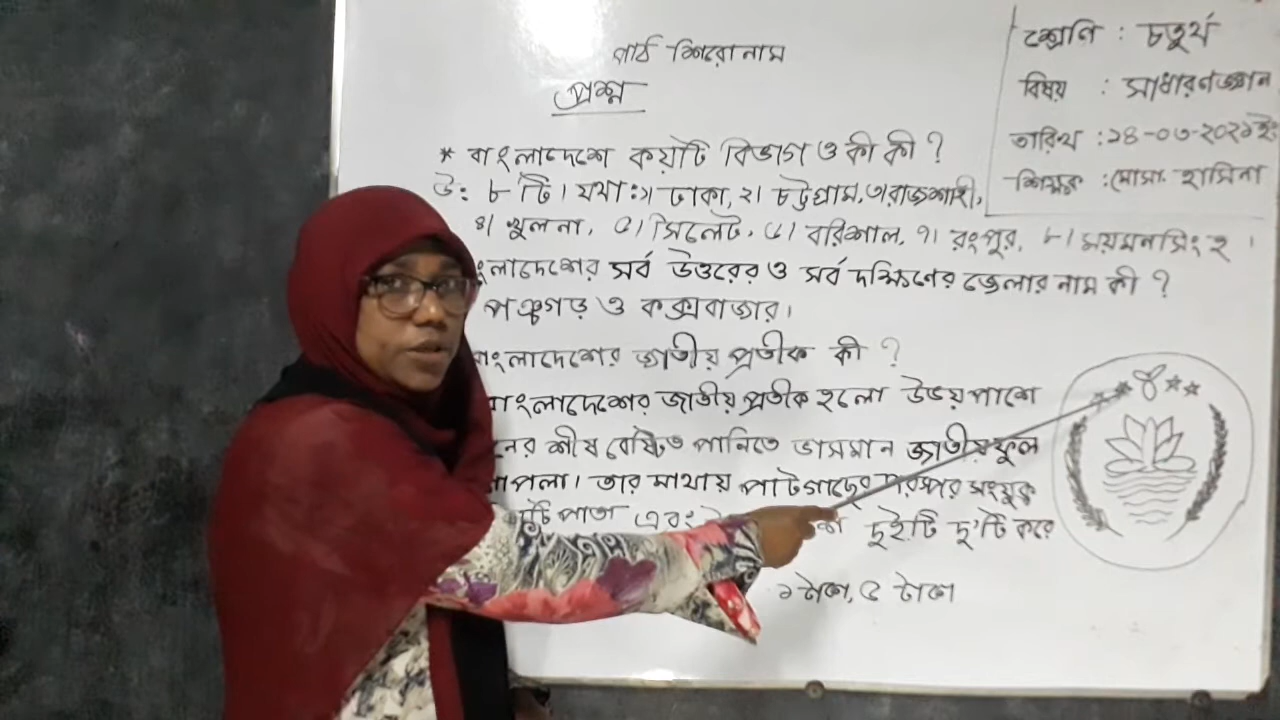 পাঠ শিরোনাম
প্রশ্ন
শ্রেণি : চতুর্থ
বিষয় : সাধারণজ্ঞান
তারিখ : ১৪-০৩-২০২১ইং
শিক্ষক : মোসা. হাসিনা
* বাংলাদেশে কয়টি বিভাগ ও কী কী ?
উ: ৮ টি। যথা: ১। ঢাকা, ২। চট্টগ্রাম, ৩। রাজশাহী,
৪। খুলনা, ৫। সিলেট, ৬। বরিশাল, ৭। রংপুর, ৮। ময়মনসিংহ।
ংলাদেশের সর্ব উত্তরের ও সর্ব দক্ষিণের জেলার নাম কী ?
পঞ্চগড় ও কক্সবাজার।
বাংলাদেশের জাতীয় প্রতীক কী ?
বাংলাদেশের জাতীয় প্রতীক হলো উভয় পাশে
নের শীষ বেষ্টিত পানিতে ভাসমান জাতীয় ফুল
াপলা। তার মাথায় পাটগাছের পরস্পর সংযুক্ত
টি পাতা এবং দুইটি দু'টি করে
১ টাকা, ৫ টাকা